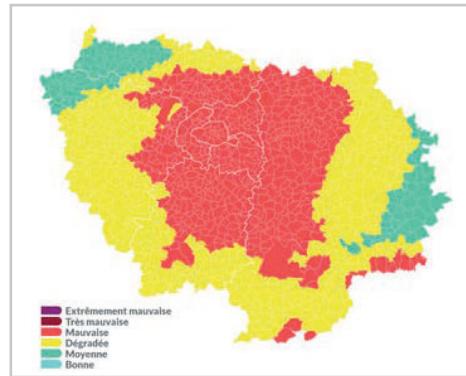 Extrêmement mauvaise
Très mauvaise
Mauvaise
Dégradée
Moyenne
Bonne